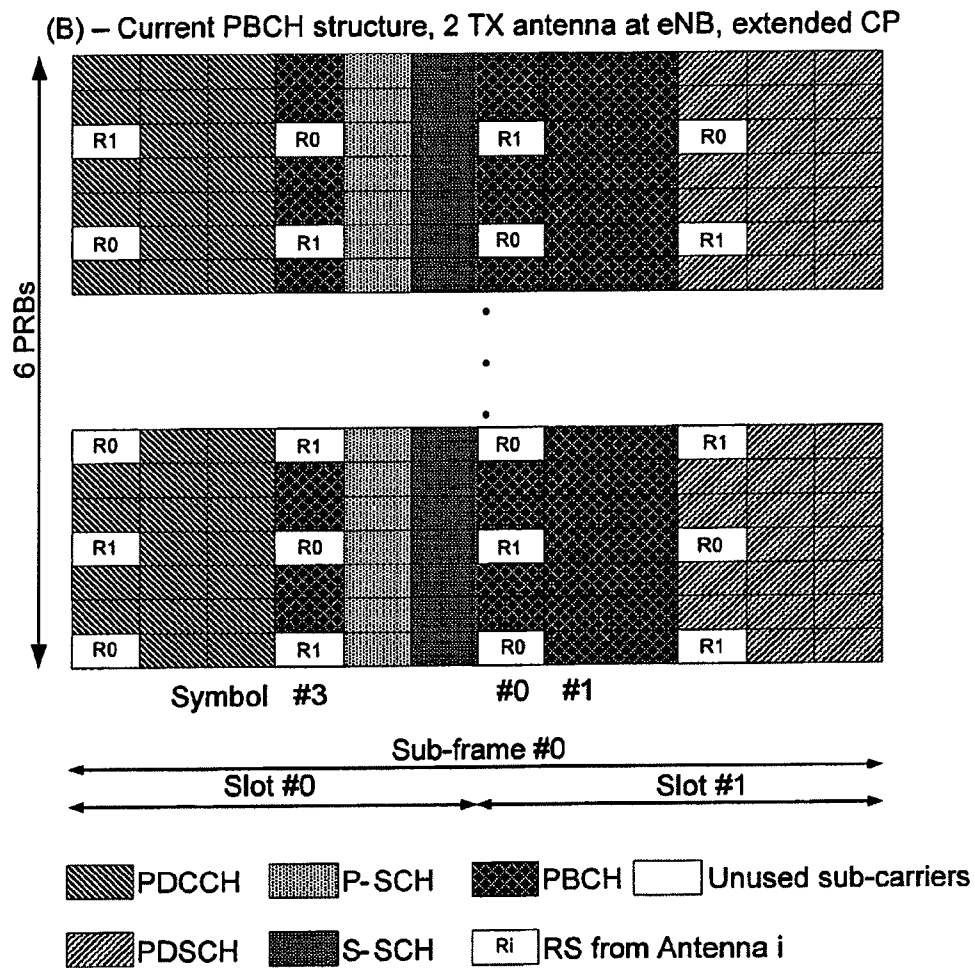 (B) – Current PBCH structure, 2 TX antenna at eNB, extended CP
R1 R0 R1 R0
R0 R1 R0 R1
6 PRBs
R0 R1 R0 R1
R1 R0 R1 R0
R0 R1 R0 R1
Symbol #3 #0 #1
Sub-frame #0
Slot #0 Slot #1
PDCCH P-SCH PBCH Unused sub-carriers
PDSCH S-SCH Ri RS from Antenna i